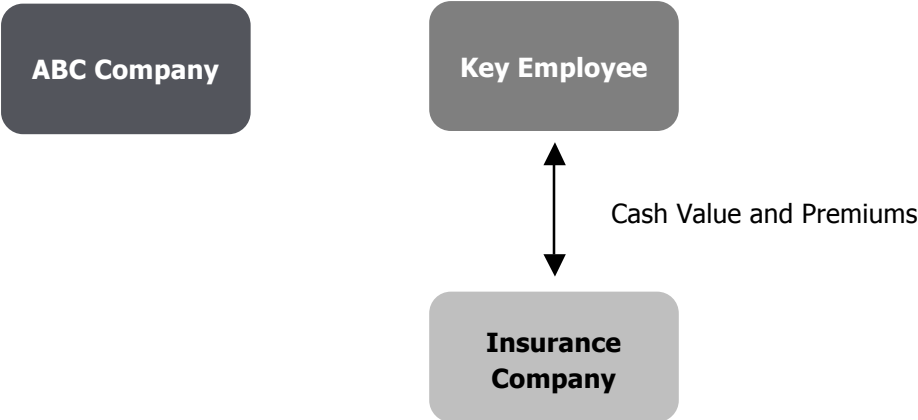 ABC Company
Key Employee
Cash Value and Premiums
Insurance
Company